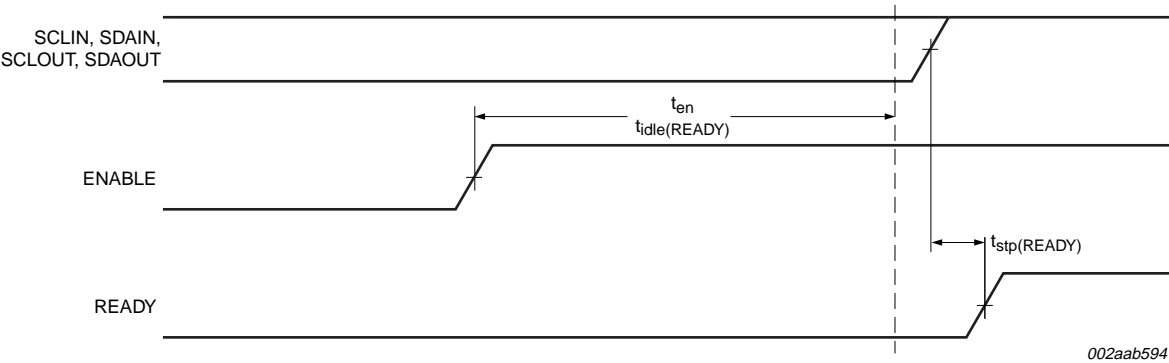 SCLIN, SDAIN,
SCLOUT, SDAOUT
ten
tidle(READY)
ENABLE
tstp(READY)
READY
002aab594